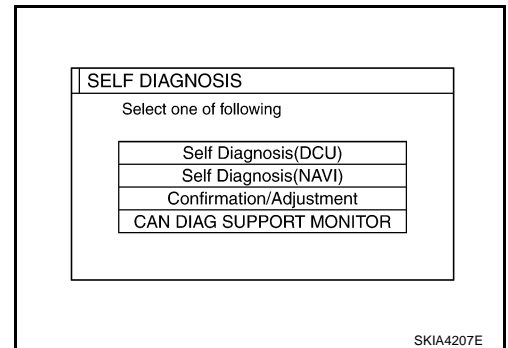 SELF DIAGNOSIS
Select one of following
Self Diagnosis(DCU)
Self Diagnosis(NAVI)
Confirmation/Adjustment
CAN DIAG SUPPORT MONITOR
SKIA4207E